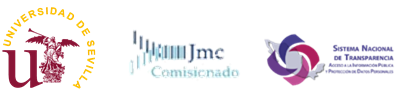 UNIVERSIDAD DE SEVILLA
Jmc
Comisionado
SISTEMA NACIONAL
DE TRANSPARENCIA
ACCESO A LA INFORMACIÓN PÚBLICA
Y PROTECCIÓN DE DATOS PERSONALES